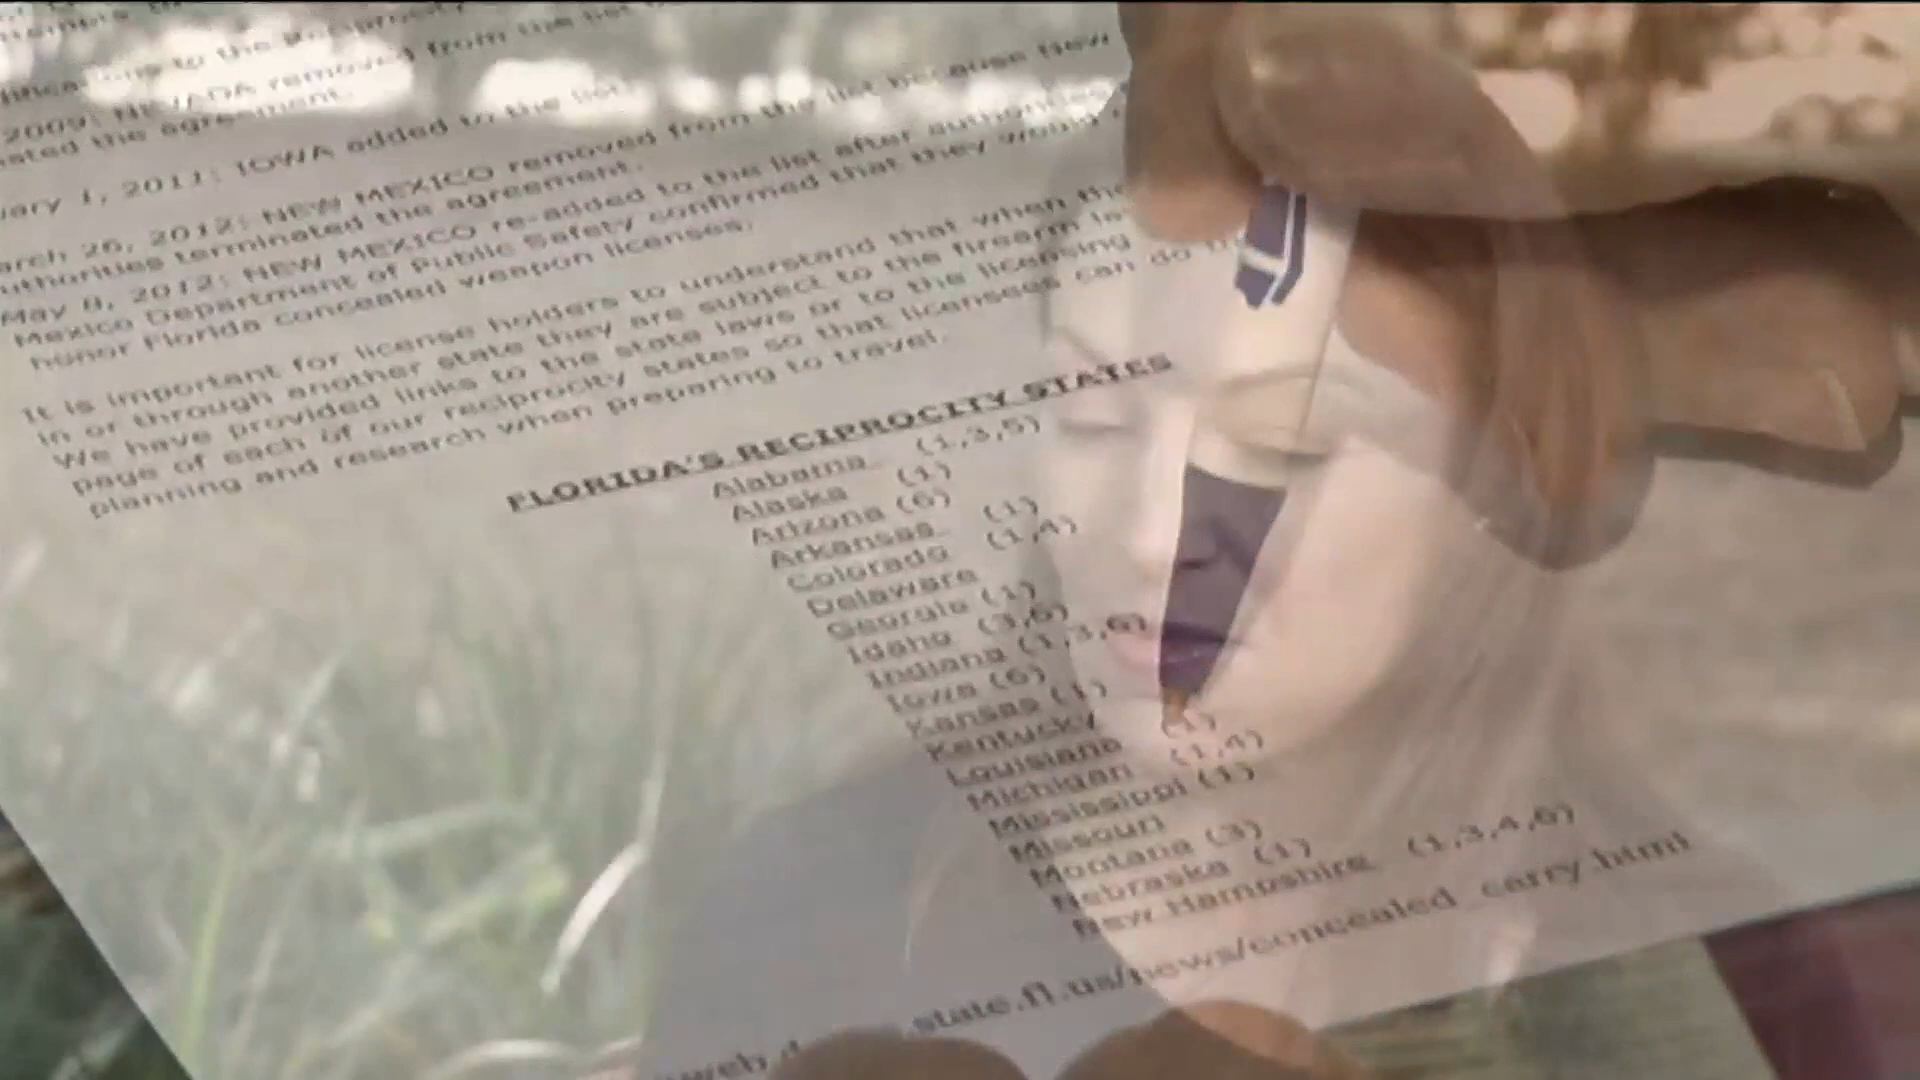 2009: NEVADA removed from the list
the agreement.
1, 2011: IOWA added to the list.
26, 2012: NEW MEXICO removed from the list because New
authorities terminated the agreement.
May 8, 2012: NEW MEXICO re-added to the list after authorities
Mexico Department of Public Safety confirmed that they would
honor Florida concealed weapon licenses.
It is important for license holders to understand that when
in or through another state they are subject to the firearm
We have provided links to the state laws or to the licensing
page of each of our reciprocity states so that licensees can do
planning and research when preparing to travel.
FLORIDA'S RECIPROCITY STATES
Alabama (1,3,5)
Alaska (1)
Arizona (6)
Arkansas (1)
Colorado (1,4)
Delaware
Georgia (1)
Idaho (3,6)
Indiana (1,3,6)
Iowa (6)
Kansas (1)
Kentucky
Louisiana (1)
Michigan (1,4)
Mississippi (1)
Missouri
Montana (3)
Nebraska (1)
New Hampshire (1,3,4,6)
state.fl.us/news/concealed_carry.html